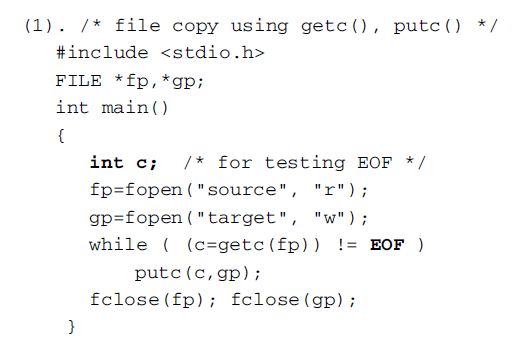 (1). /* file copy using getc(), putc() */
#include <stdio.h>
FILE *fp,*gp;
int main()
{
int c;  /* for testing EOF */
fp=fopen("source", "r");
gp=fopen("target", "w");
while ( (c=getc(fp)) != EOF )
putc(c,gp);
fclose(fp); fclose(gp);
}